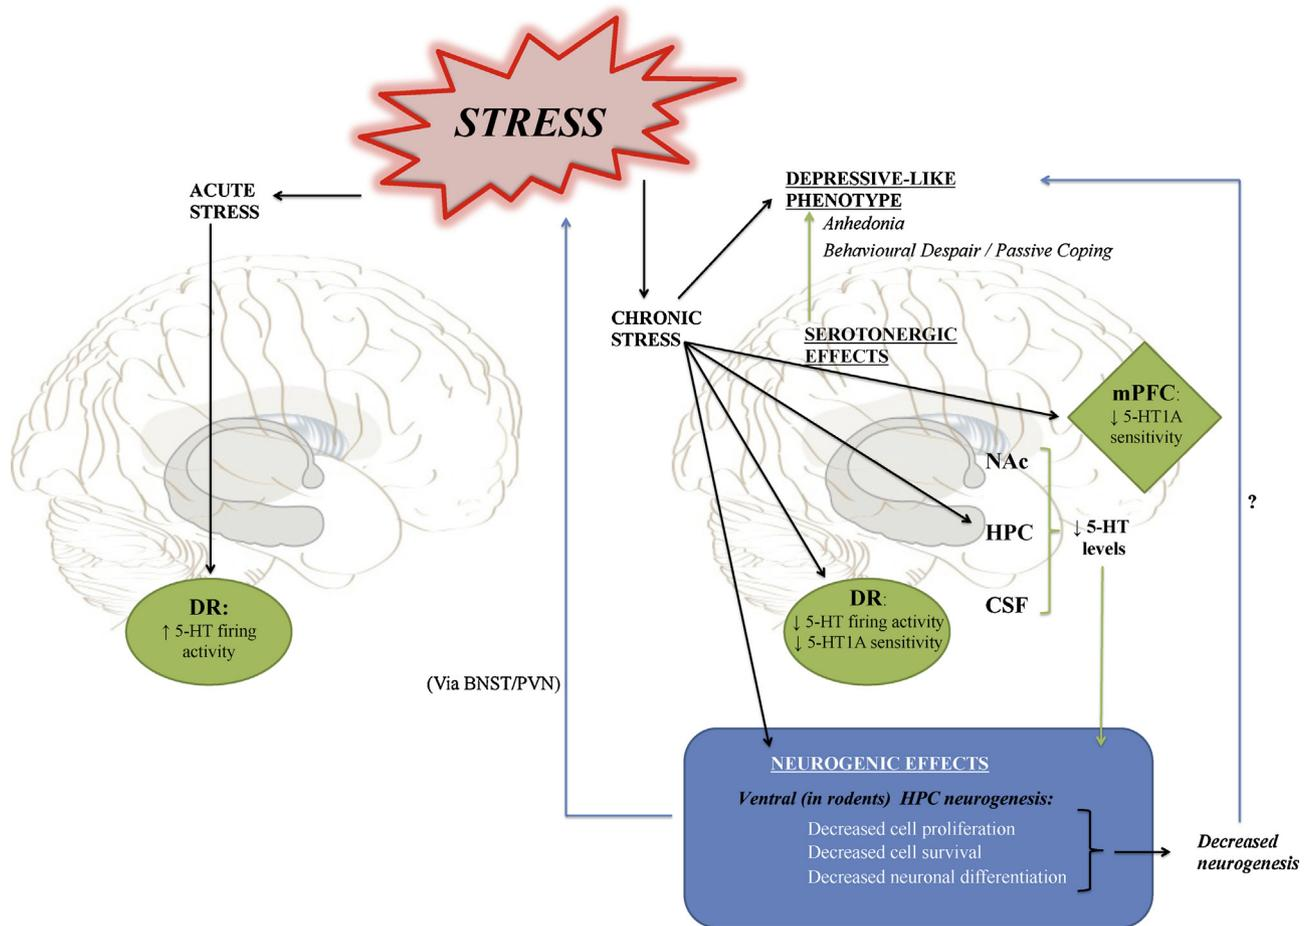 STRESS
ACUTE
STRESS
DEPRESSIVE-LIKE
PHENOTYPE
Anhedonia
Behavioural Despair / Passive Coping
CHRONIC
STRESS
SEROTONERGIC
EFFECTS
mPFC:
↓ 5-HT1A
sensitivity
NAc
HPC
CSF
↓ 5-HT
levels
?
DR:
↑ 5-HT firing
activity
DR:
↓ 5-HT firing activity
↓ 5-HT1A sensitivity
(Via BNST/PVN)
NEUROGENIC EFFECTS
Ventral (in rodents) HPC neurogenesis:
Decreased cell proliferation
Decreased cell survival
Decreased neuronal differentiation
Decreased
neurogenesis